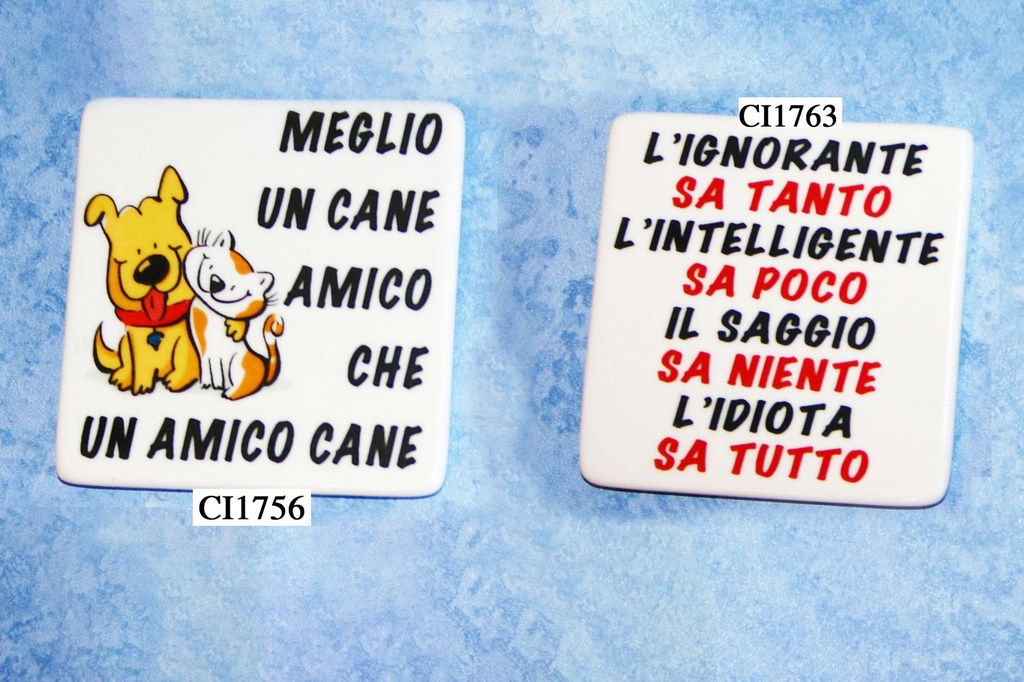 MEGLIO
UN CANE
AMICO
CHE
UN AMICO CANE
CI1756
CI1763
L'IGNORANTE
SA TANTO
L'INTELLIGENTE
SA POCO
IL SAGGIO
SA NIENTE
L'IDIOTA
SA TUTTO